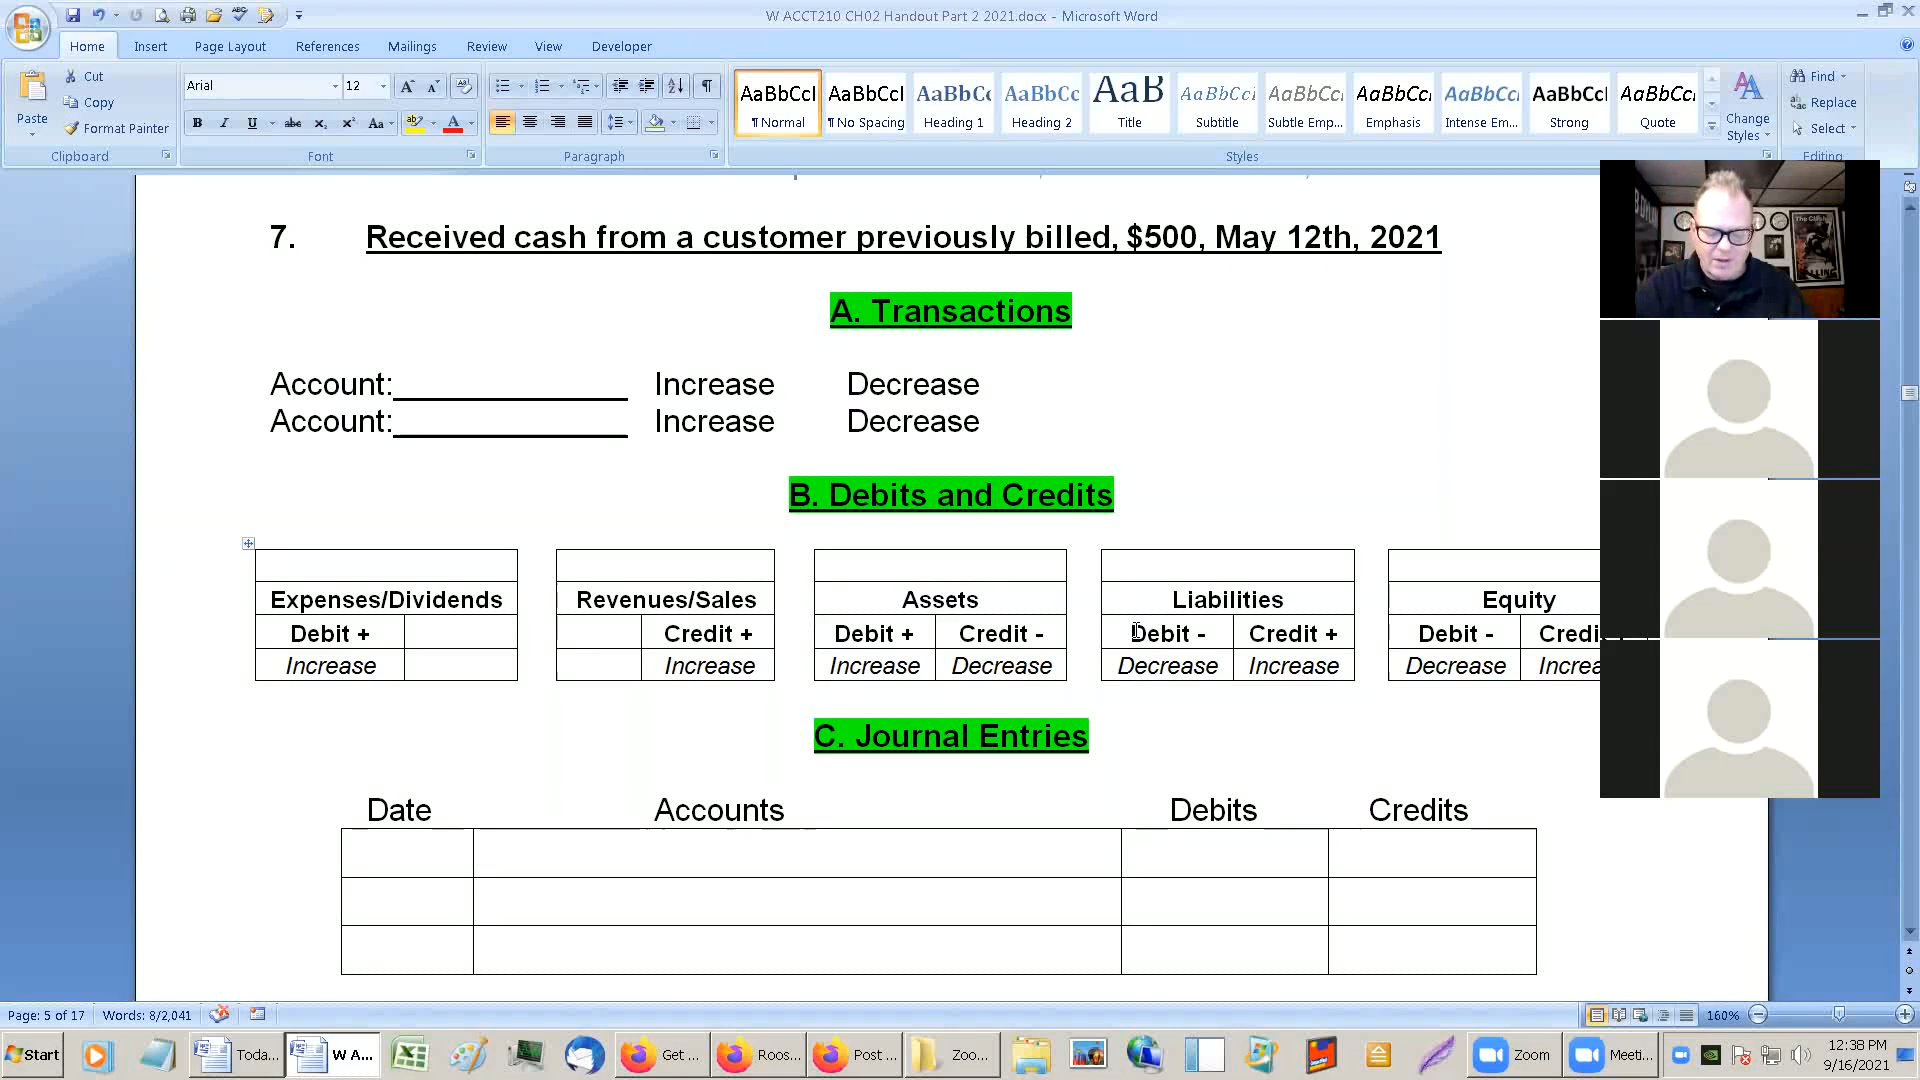 W ACCT210 CH02 Handout Part 2 2021.docx - Microsoft Word
Home Insert Page Layout References Mailings Review View Developer
Paste
Cut
Copy
Format Painter
Clipboard
Arial 12
Font
Paragraph
AaBbCcI AaBbCcI AaBbC AaBbCc AaB AaBbCcI AaBbCcI AaBbCcI AaBbCcI AaBbCcI AaBbCcI
¶ Normal ¶ No Spacing Heading 1 Heading 2 Title Subtitle Subtle Emp... Emphasis Intense Em... Strong Quote
Styles
Change
Styles
Find
Replace
Select
Editing
7. Received cash from a customer previously billed, $500, May 12th, 2021
A. Transactions
Account:______________ Increase Decrease
Account:______________ Increase Decrease
B. Debits and Credits
Expenses/Dividends Revenues/Sales Assets Liabilities Equity
Debit + Credit + Debit + Credit - Debit - Credit + Debit - Credi
Increase Increase Increase Decrease Decrease Increase Decrease Increa
C. Journal Entries
Date Accounts Debits Credits
Page: 5 of 17 Words: 8/2,041 160%
Start Toda... W A... Get ... Roos... Post ... Zoo... Zoom Meeti...
12:38 PM
9/16/2021